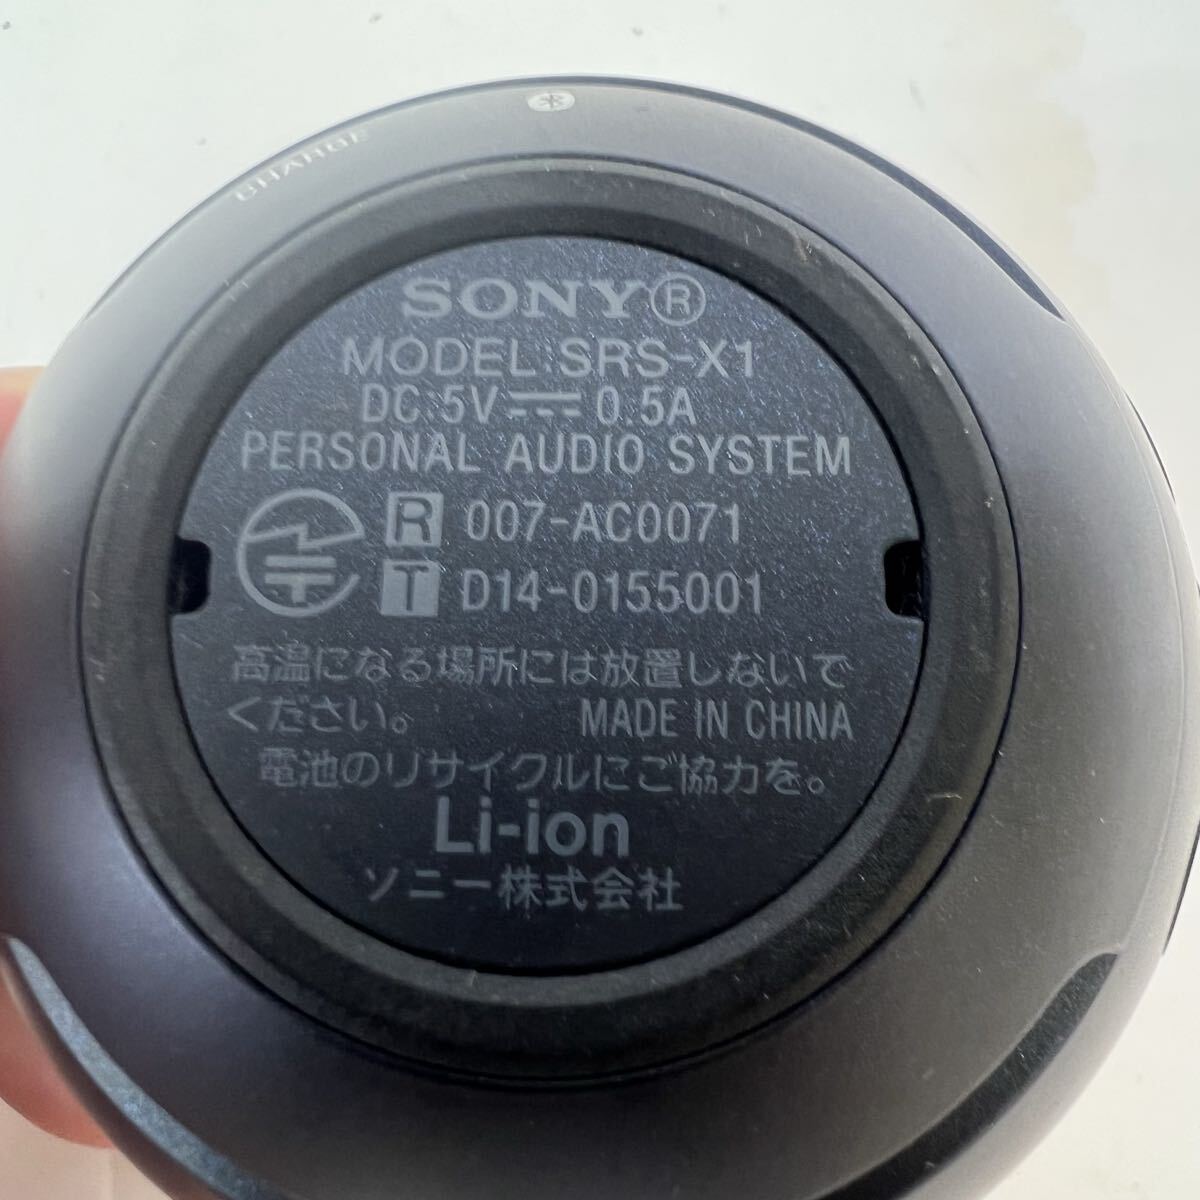 CHARGE
SONY®
MODEL:SRS-X1
DC:5V⎓0.5A
PERSONAL AUDIO SYSTEM
R 007-AC0071
T D14-0155001
高温になる場所には放置しないで
ください。 MADE IN CHINA
電池のリサイクルにご協力を。
Li-ion
ソニー株式会社